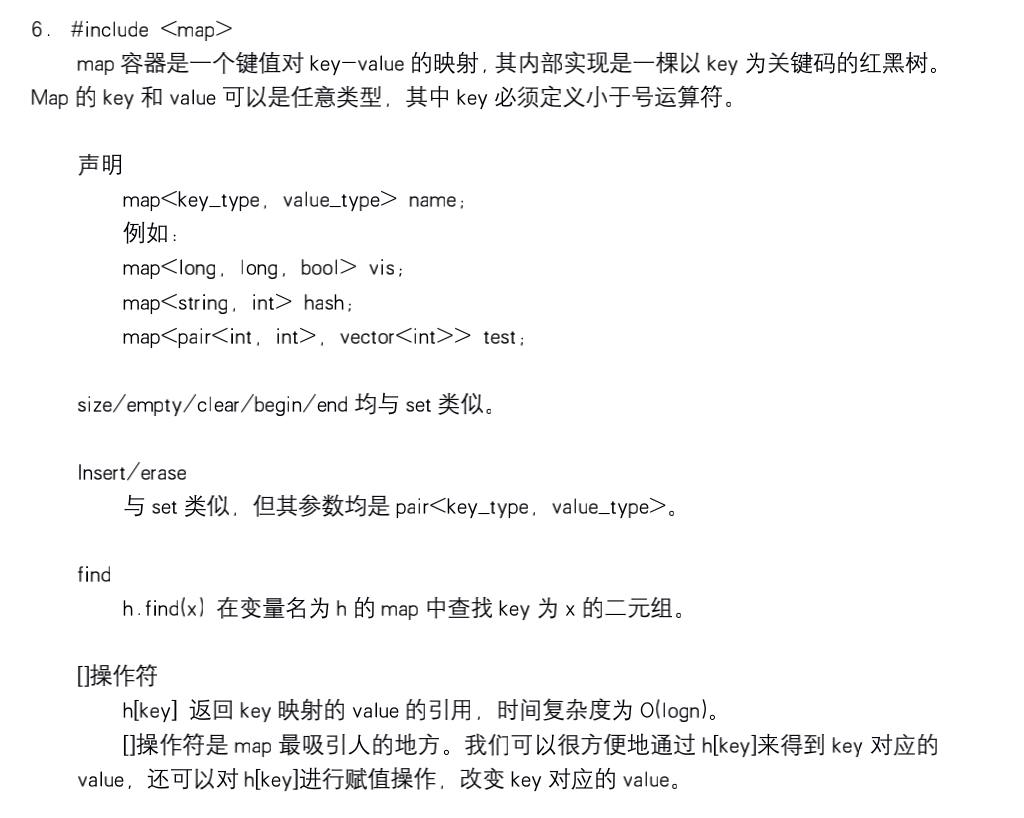 6. #include <map>
map 容器是一个键值对 key-value 的映射,其内部实现是一棵以 key 为关键码的红黑树。
Map 的 key 和 value 可以是任意类型，其中 key 必须定义小于号运算符。
声明
map<key_type, value_type> name;
例如:
map<long, long, bool> vis;
map<string, int> hash;
map<pair<int, int>, vector<int>> test;
size/empty/clear/begin/end 均与 set 类似。
Insert/erase
与 set 类似，但其参数均是 pair<key_type, value_type>。
find
h.find(x) 在变量名为 h 的 map 中查找 key 为 x 的二元组。
[]操作符
h[key] 返回 key 映射的 value 的引用，时间复杂度为 O(logn)。
[]操作符是 map 最吸引人的地方。我们可以很方便地通过 h[key]来得到 key 对应的
value，还可以对 h[key]进行赋值操作，改变 key 对应的 value。